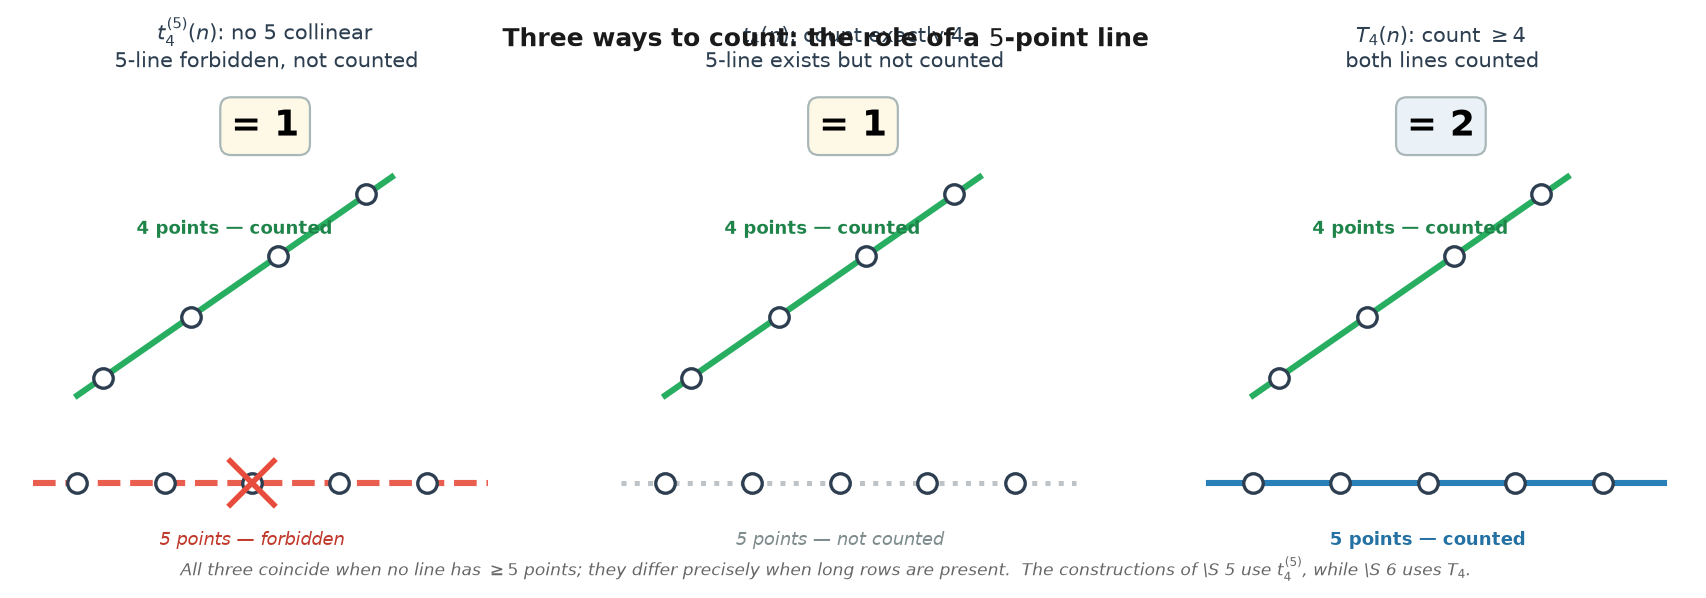 Three ways to count: the role of a 5-point line
t₄⁽⁵⁾(n): no 5 collinear
5-line forbidden, not counted
= 1
4 points — counted
5 points — forbidden
t₄(n): count exactly 4
5-line exists but not counted
= 1
4 points — counted
5 points — not counted
T₄(n): count ≥ 4
both lines counted
= 2
4 points — counted
5 points — counted
All three coincide when no line has ≥ 5 points; they differ precisely when long rows are present. The constructions of \S 5 use t₄⁽⁵⁾, while \S 6 uses T₄.